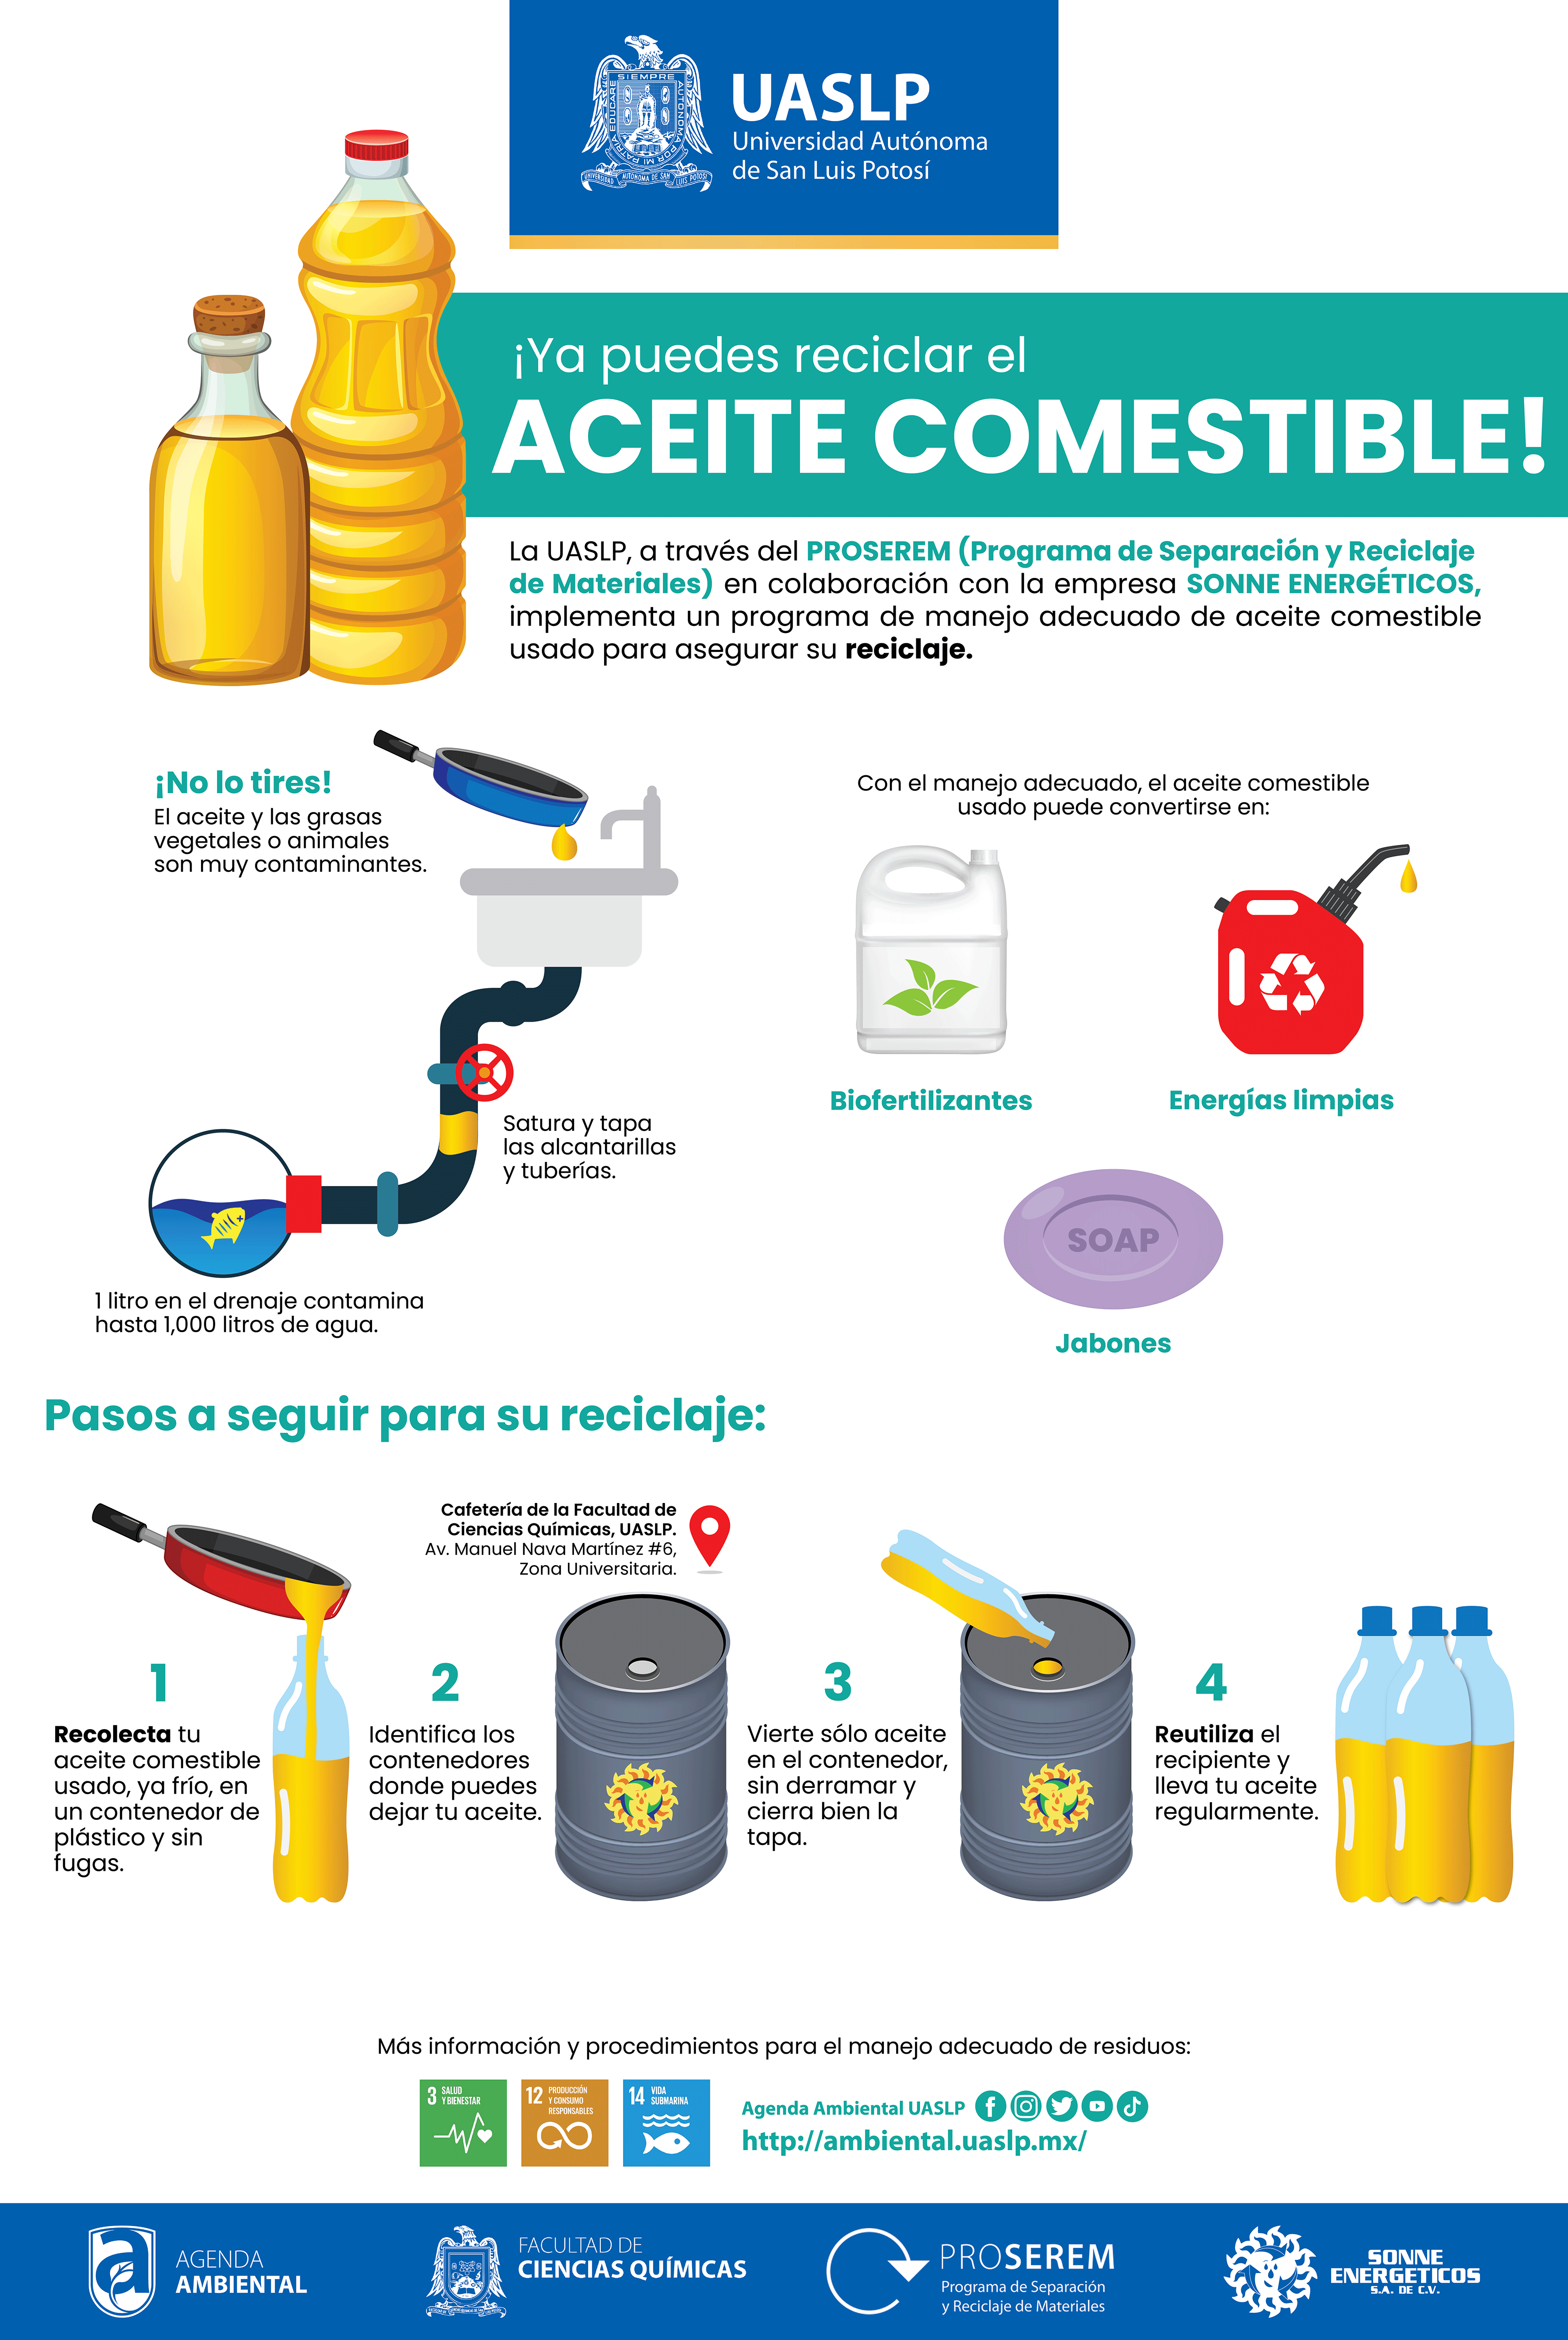 SIEMPRE AUTÓNOMA
POR MI PATRIA EDUCARÉ
UNIVERSIDAD AUTÓNOMA DE SAN LUIS POTOSÍ
UASLP
Universidad Autónoma
de San Luis Potosí
¡Ya puedes reciclar el
ACEITE COMESTIBLE!
La UASLP, a través del PROSEREM (Programa de Separación y Reciclaje
de Materiales) en colaboración con la empresa SONNE ENERGÉTICOS,
implementa un programa de manejo adecuado de aceite comestible
usado para asegurar su reciclaje.
¡No lo tires!
El aceite y las grasas
vegetales o animales
son muy contaminantes.
Satura y tapa
las alcantarillas
y tuberías.
1 litro en el drenaje contamina
hasta 1,000 litros de agua.
Con el manejo adecuado, el aceite comestible
usado puede convertirse en:
Biofertilizantes
Energías limpias
SOAP
Jabones
Pasos a seguir para su reciclaje:
1
Recolecta tu
aceite comestible
usado, ya frío, en
un contenedor de
plástico y sin
fugas.
Cafetería de la Facultad de
Ciencias Químicas, UASLP.
Av. Manuel Nava Martínez #6,
Zona Universitaria.
2
Identifica los
contenedores
donde puedes
dejar tu aceite.
3
Vierte sólo aceite
en el contenedor,
sin derramar y
cierra bien la
tapa.
4
Reutiliza el
recipiente y
lleva tu aceite
regularmente.
Más información y procedimientos para el manejo adecuado de residuos:
3 SALUD
Y BIENESTAR
12 PRODUCCIÓN
Y CONSUMO
RESPONSABLES
14 VIDA
SUBMARINA
Agenda Ambiental UASLP
http://ambiental.uaslp.mx/
AGENDA
AMBIENTAL
FACULTAD DE
CIENCIAS QUÍMICAS
PROSEREM
Programa de Separación
y Reciclaje de Materiales
SONNE
ENERGETICOS
S.A. DE C.V.